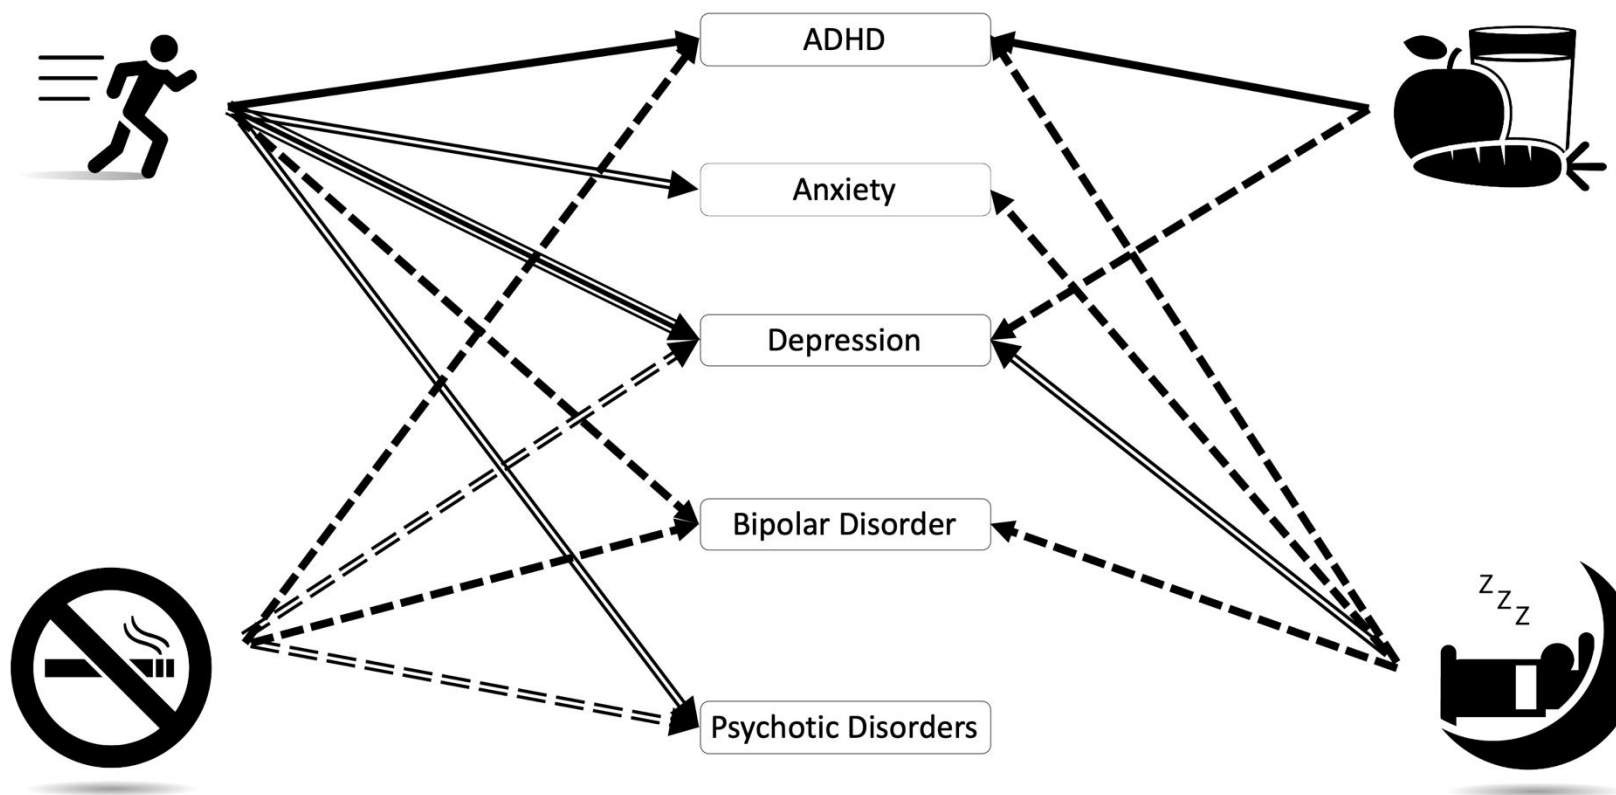 ADHD
Anxiety
Depression
Bipolar Disorder
Psychotic Disorders
Z
Z
Z